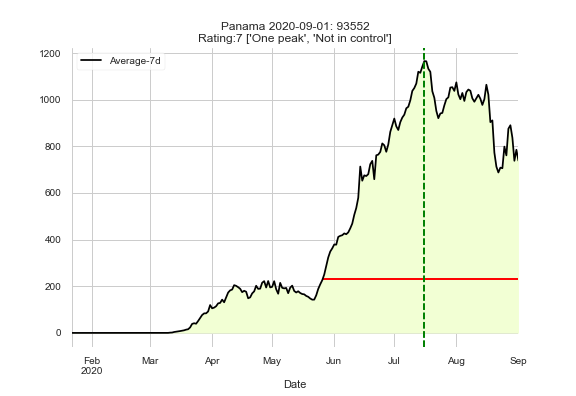 Panama 2020-09-01: 93552
Rating:7 ['One peak', 'Not in control']
1200
Average-7d
1000
800
600
400
200
0
Feb Mar Apr May Jun Jul Aug Sep
2020
Date